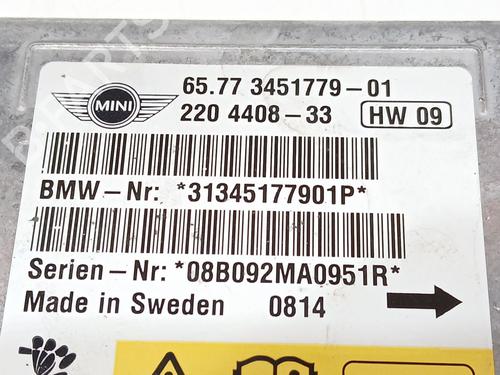 65.77 3451779-01
MINI
220 4408-33 HW 09
BMW-Nr: *31345177901P*
Serien-Nr: *08B092MA0951R*
Made in Sweden 0814